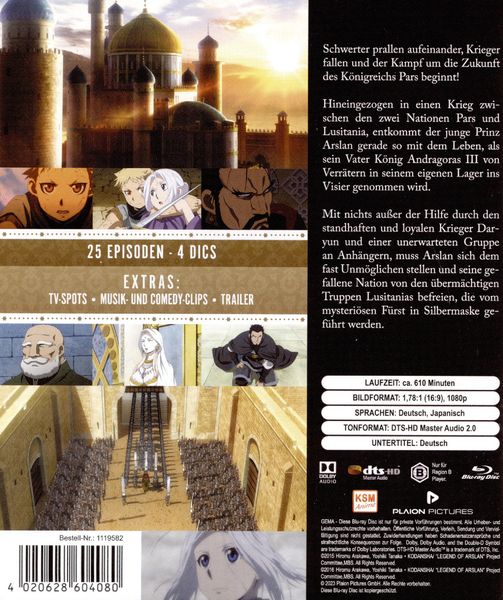 Schwerter prallen aufeinander, Krieger
fallen und der Kampf um die Zukunft
des Königreichs Pars beginnt!
Hineingezogen in einen Krieg zwi-
schen den zwei Nationen Pars und
Lusitania, entkommt der junge Prinz
Arslan gerade so mit dem Leben, als
sein Vater König Andragoras III von
Verrätern in seinem eigenen Lager ins
Visier genommen wird.
Mit nichts außer der Hilfe durch den
standhaften und loyalen Krieger Dar-
yun und einer unerwarteten Gruppe
an Anhängern, muss Arslan sich dem
fast Unmöglichen stellen und seine ge-
fallene Nation von den übermächtigen
Truppen Lusitanias befreien, die vom
mysteriösen Fürst in Silbermaske ge-
führt werden.
25 EPISODEN - 4 DICS
EXTRAS:
TV-SPOTS • MUSIK- UND COMEDY-CLIPS • TRAILER
LAUFZEIT: ca. 610 Minuten
BILDFORMAT: 1,78:1 (16:9), 1080p
SPRACHEN: Deutsch, Japanisch
TONFORMAT: DTS-HD Master Audio 2.0
UNTERTITEL: Deutsch
DOLBY
AUDIO
dts-HD
Master Audio
B
Nur für
Region B
Player.
Blu-ray Disc
KSM
Anime
PLAION PICTURES
GEMA - Diese Blu-ray Disc ist nur für private Vorführungen bestimmt. Alle Urheber- und
Leistungsschutzrechte vorbehalten. Öffentliche Vorführung, Verleih, Sendung und Verviel-
fältigung sind nicht gestattet. Zuwiderhandlungen haben Schadenersatzansprüche und
strafrechtliche Konsequenzen zur Folge. Dolby, Dolby Audio, and the Double-D Symbol
are trademarks of Dolby Laboratories. DTS-HD Master Audio™ is a trademark of DTS, Inc.
©2015 Hiromu Arakawa, Yoshiki Tanaka • KODANSHA/ "LEGEND OF ARSLAN" Project
Committee,MBS. All Rights Reserved.
©2016 Hiromu Arakawa, Yoshiki Tanaka • KODANSHA/ "LEGEND OF ARSLAN" Project
Committee,MBS. All Rights Reserved.
© 2023 Plaion Pictures GmbH. Alle Rechte vorbehalten.
Diese Blu-ray Disc ist kopiergeschützt.
Bestell-Nr.: 1119582
4 020628 604080